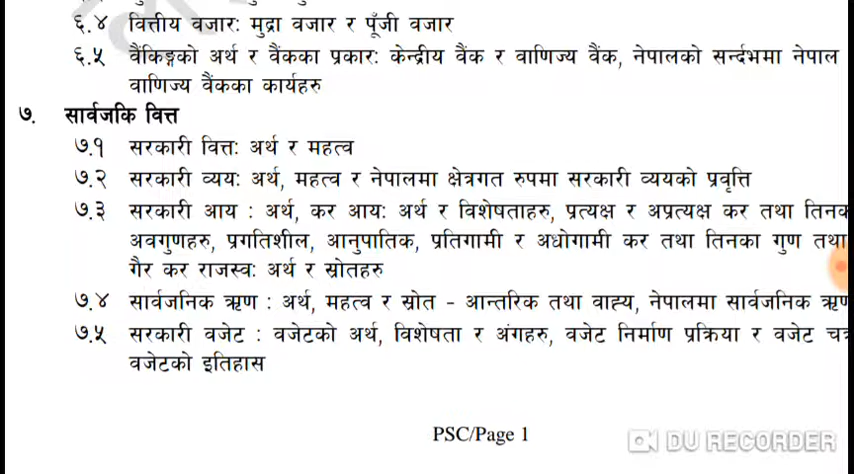 ६.४ वित्तीय वजार: मुद्रा वजार र पूँजी वजार
६.५ वैंकिङ्गको अर्थ र वैंकका प्रकार: केन्द्रीय वैंक र वाणिज्य वैंक, नेपालको सर्न्दभमा नेपाल
वाणिज्य वैंकका कार्यहरु
७. सार्वजकि वित्त
७.१ सरकारी वित्त: अर्थ र महत्व
७.२ सरकारी व्यय: अर्थ, महत्व र नेपालमा क्षेत्रगत रुपमा सरकारी व्ययको प्रवृत्ति
७.३ सरकारी आय : अर्थ, कर आय: अर्थ र विशेषताहरु, प्रत्यक्ष र अप्रत्यक्ष कर तथा
अवगुणहरु, प्रगतिशील, आनुपातिक, प्रतिगामी र अधोगामी कर तथा तिनका गुण तथा
गैर कर राजस्व: अर्थ र स्रोतहरु
७.४ सार्वजनिक ऋण : अर्थ, महत्व र स्रोत - आन्तरिक तथा वाह्य, नेपालमा सार्वजनिक ऋण
७.५ सरकारी वजेट : वजेटको अर्थ, विशेषता र अंगहरु, वजेट निर्माण प्रक्रिया र वजेट
वजेटको इतिहास
PSC/Page 1
DU RECORDER